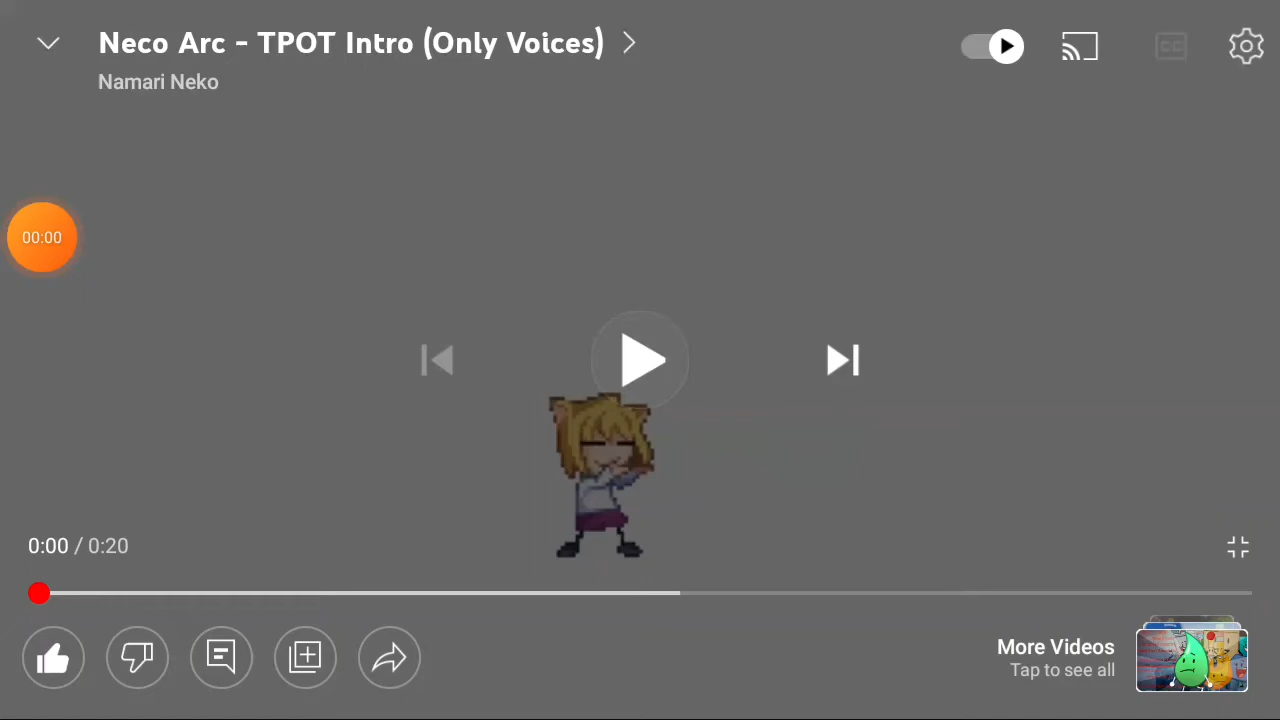 Neco Arc - TPOT Intro (Only Voices)
Namari Neko
CC
00:00
0:00 / 0:20
More Videos
Tap to see all